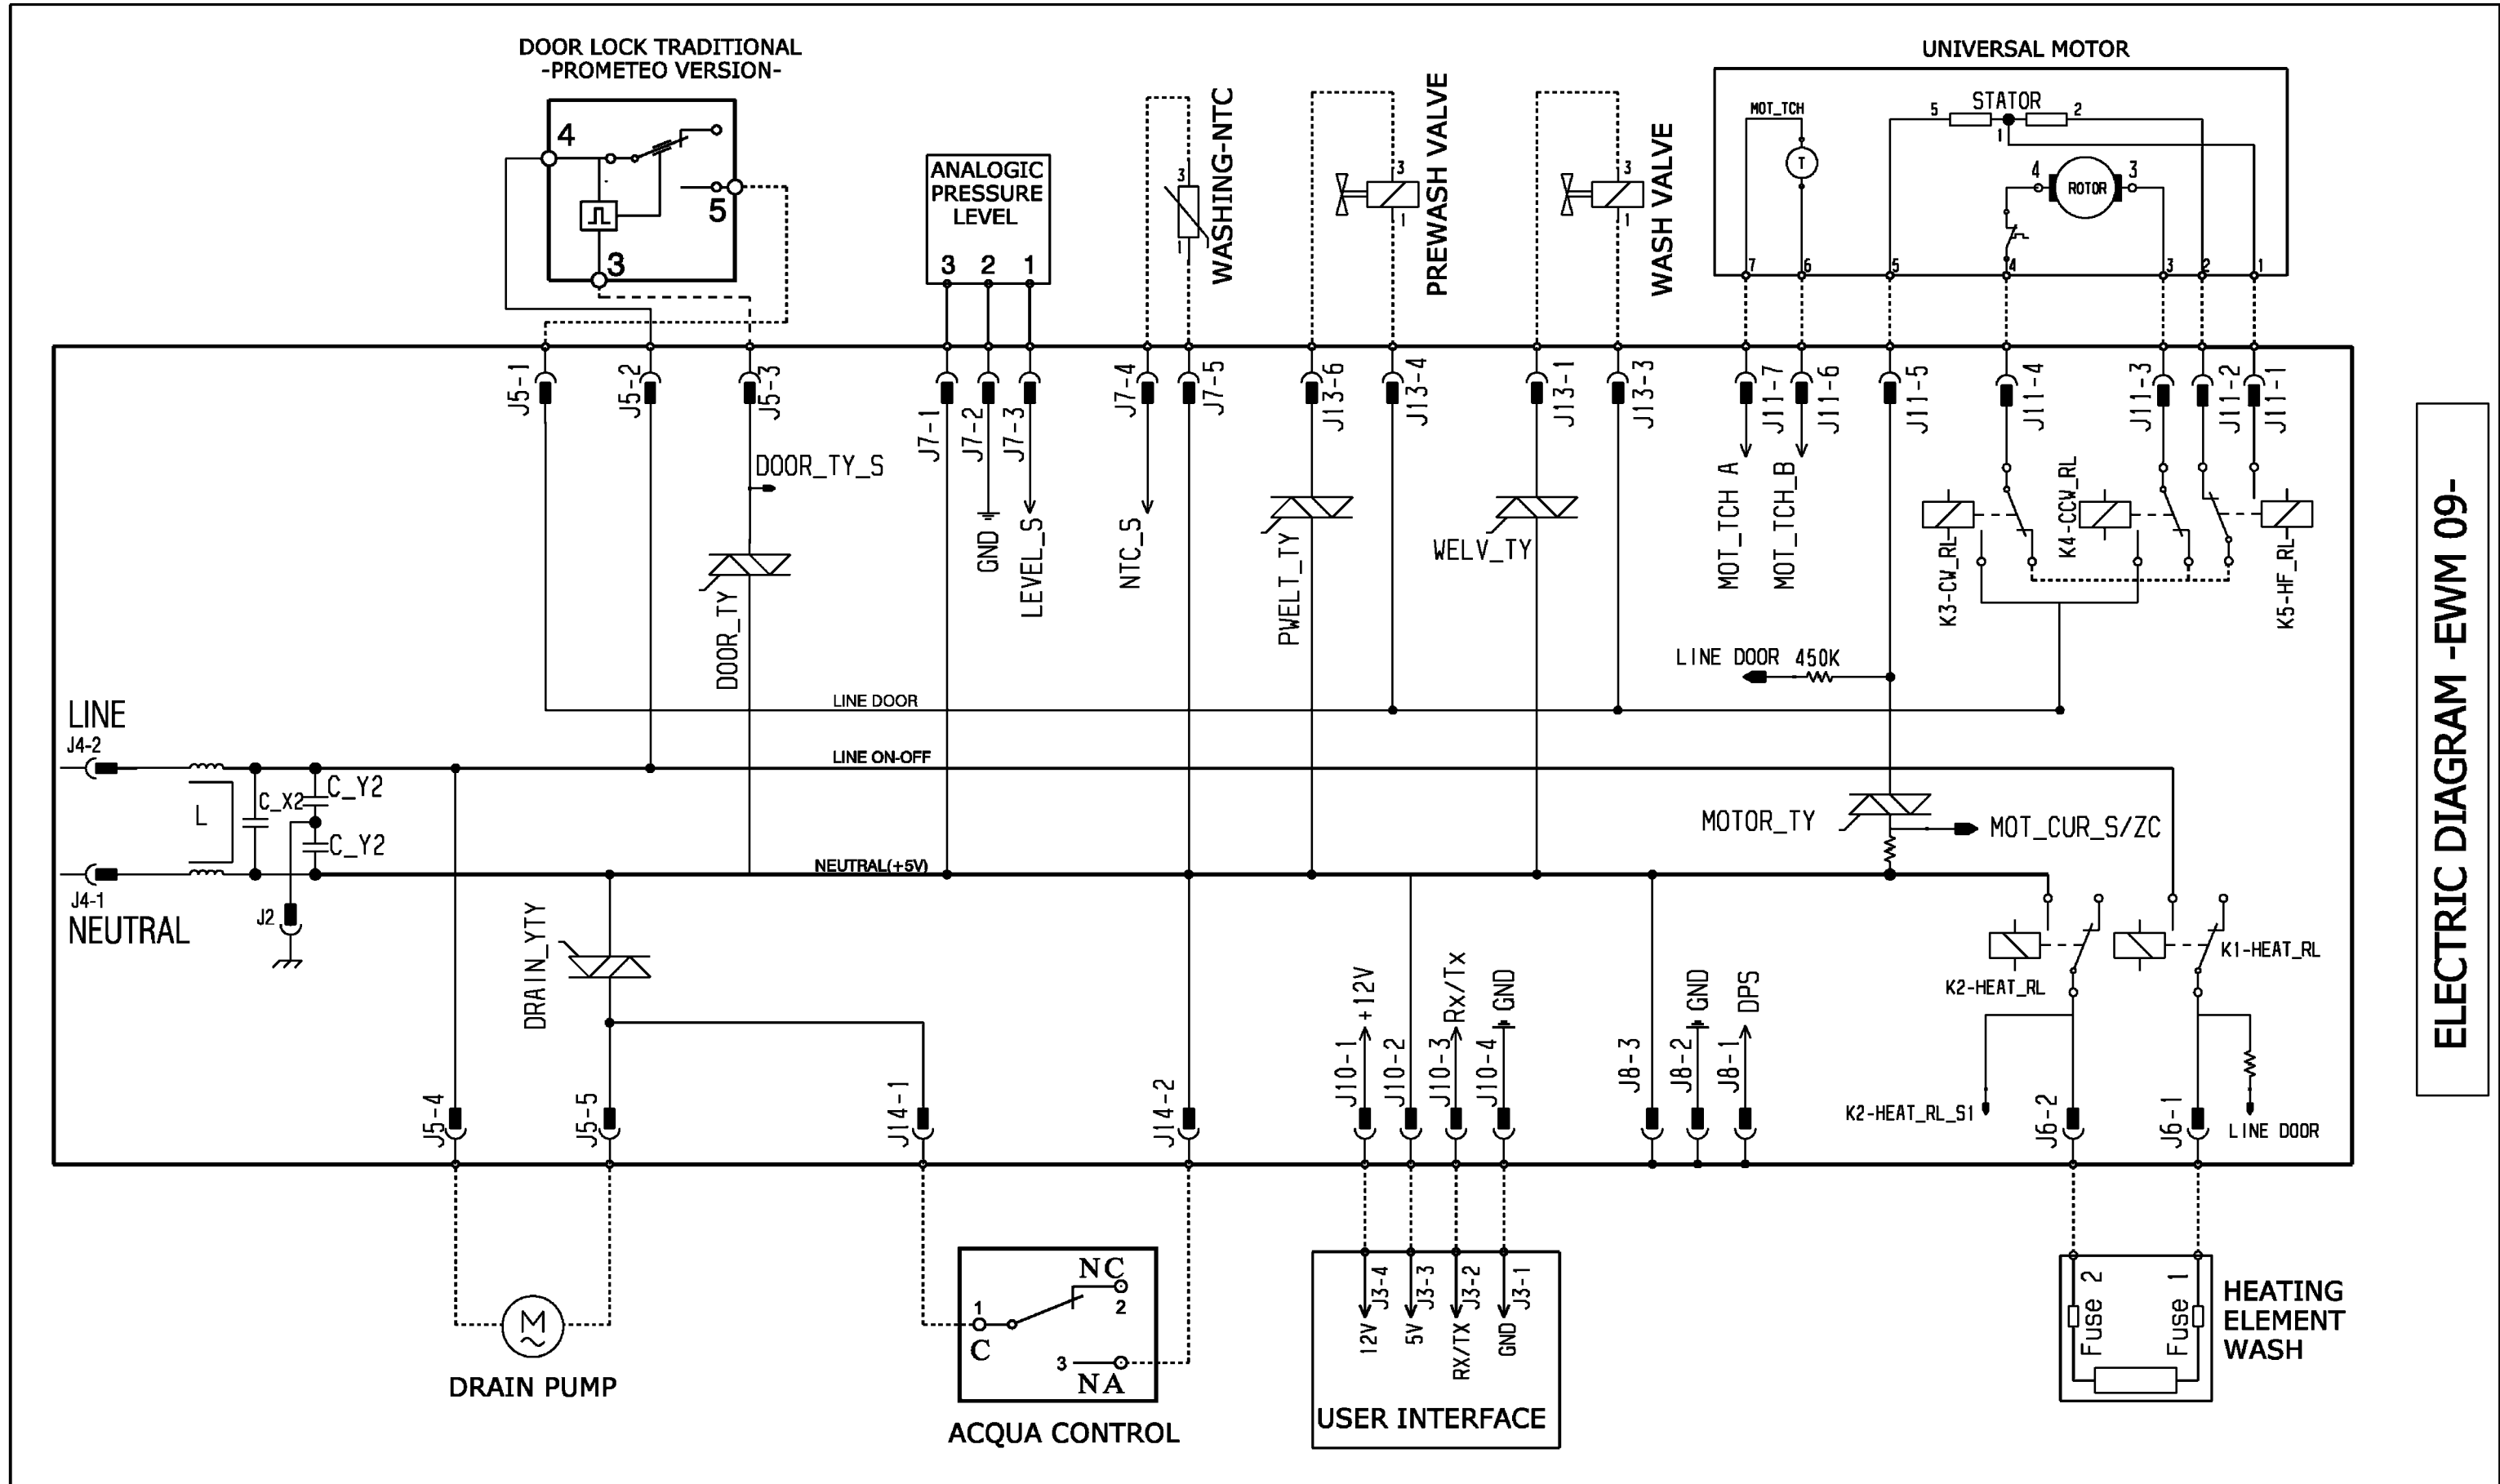 DOOR LOCK TRADITIONAL
-PROMETEO VERSION-
4
5
3
ANALOGIC
PRESSURE
LEVEL
3 2 1
3
1
WASHING-NTC
3
1
PREWASH VALVE
3
1
WASH VALVE
UNIVERSAL MOTOR
MOT_TCH
T
5
STATOR
2
1
4
ROTOR
3
7
6
5
4
3
2
1
J5-1
J5-2
J5-3
J7-1
J7-2
J7-3
J7-4
J7-5
J13-6
J13-4
J13-1
J13-3
J11-7
J11-6
J11-5
J11-4
J11-3
J11-2
J11-1
DOOR_TY_S
DOOR_TY
GND
LEVEL_S
NTC_S
PWELT_TY
WELV_TY
MOT_TCH A
MOT_TCH_B
K3-CW_RL
K4-CCW_RL
K5-HF_RL
LINE DOOR 450K
LINE DOOR
LINE
J4-2
LINE ON-OFF
L
C_X2
C_Y2
C_Y2
J4-1
NEUTRAL
J2
NEUTRAL(+5V)
MOTOR_TY
MOT_CUR_S/ZC
DRAIN_YTY
K2-HEAT_RL
K1-HEAT_RL
+12V
Rx/Tx
GND
GND
DPS
J5-4
J5-5
J14-1
J14-2
J10-1
J10-2
J10-3
J10-4
J8-3
J8-2
J8-1
K2-HEAT_RL_S1
J6-2
J6-1
LINE DOOR
M
DRAIN PUMP
1
C
NC
2
3
NA
ACQUA CONTROL
J3-4
J3-3
J3-2
J3-1
12V
5V
RX/TX
GND
USER INTERFACE
Fuse 2
Fuse 1
HEATING
ELEMENT
WASH
ELECTRIC DIAGRAM -EWM 09-